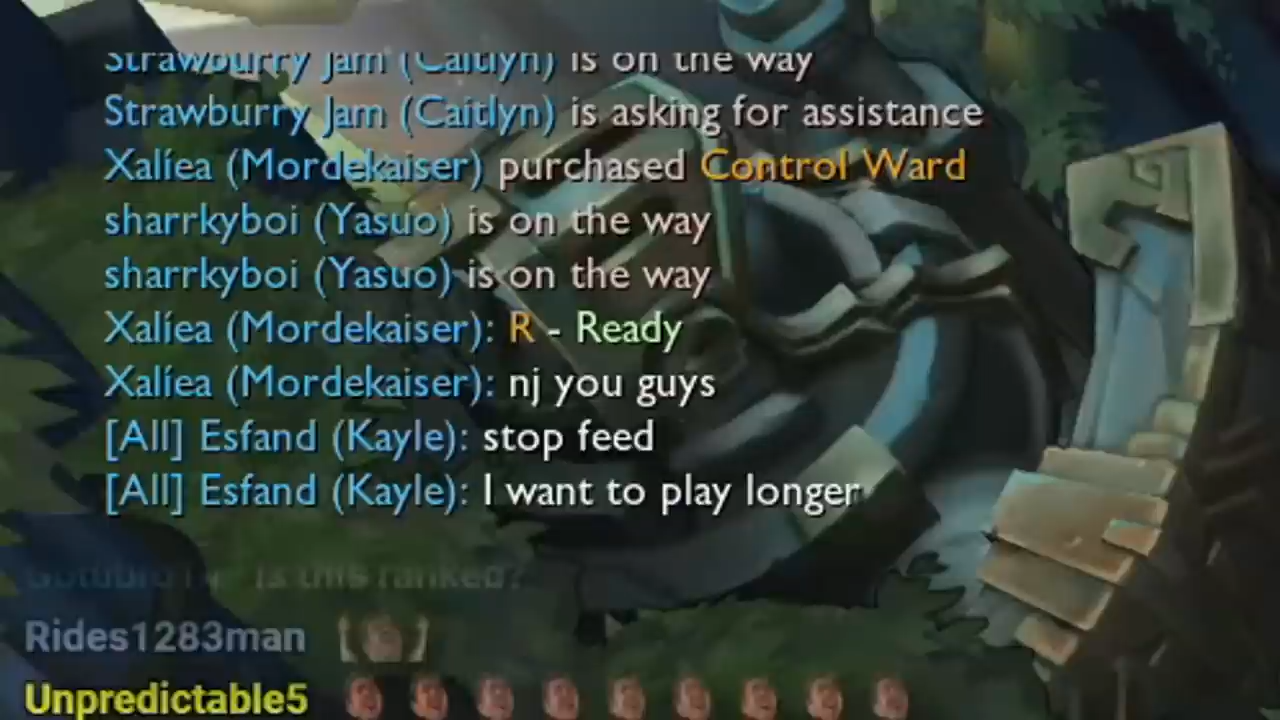 Strawburry Jam (Caitlyn) is on the way
Strawburry Jam (Caitlyn) is asking for assistance
Xalíea (Mordekaiser) purchased Control Ward
sharrkyboi (Yasuo) is on the way
sharrkyboi (Yasuo) is on the way
Xalíea (Mordekaiser): R - Ready
Xalíea (Mordekaiser): nj you guys
[All] Esfand (Kayle): stop feed
[All] Esfand (Kayle): I want to play longer
is this ranked?
Rides1283man
Unpredictable5